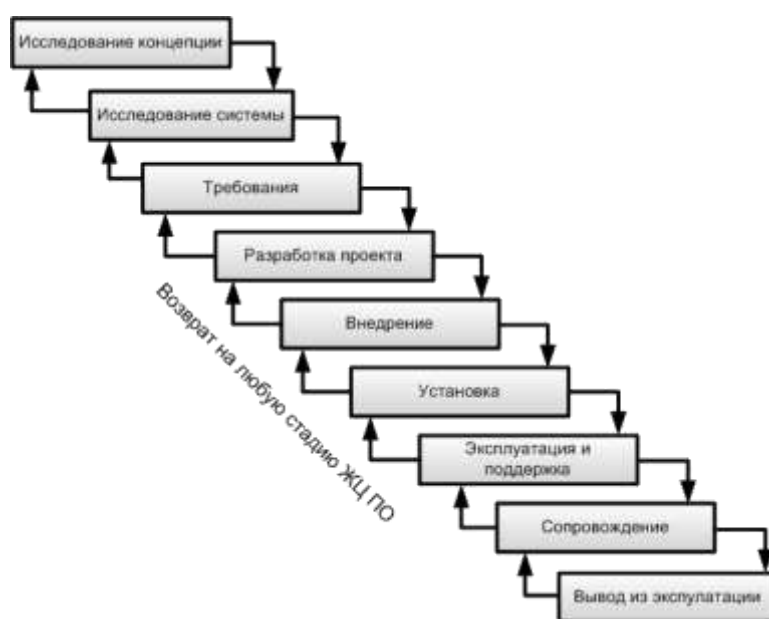 Исследование концепции
Исследование системы
Требования
Разработка проекта
Внедрение
Возврат на любую стадию ЖЦ ПО
Установка
Эксплуатация и
поддержка
Сопровождение
Вывод из экспулатации